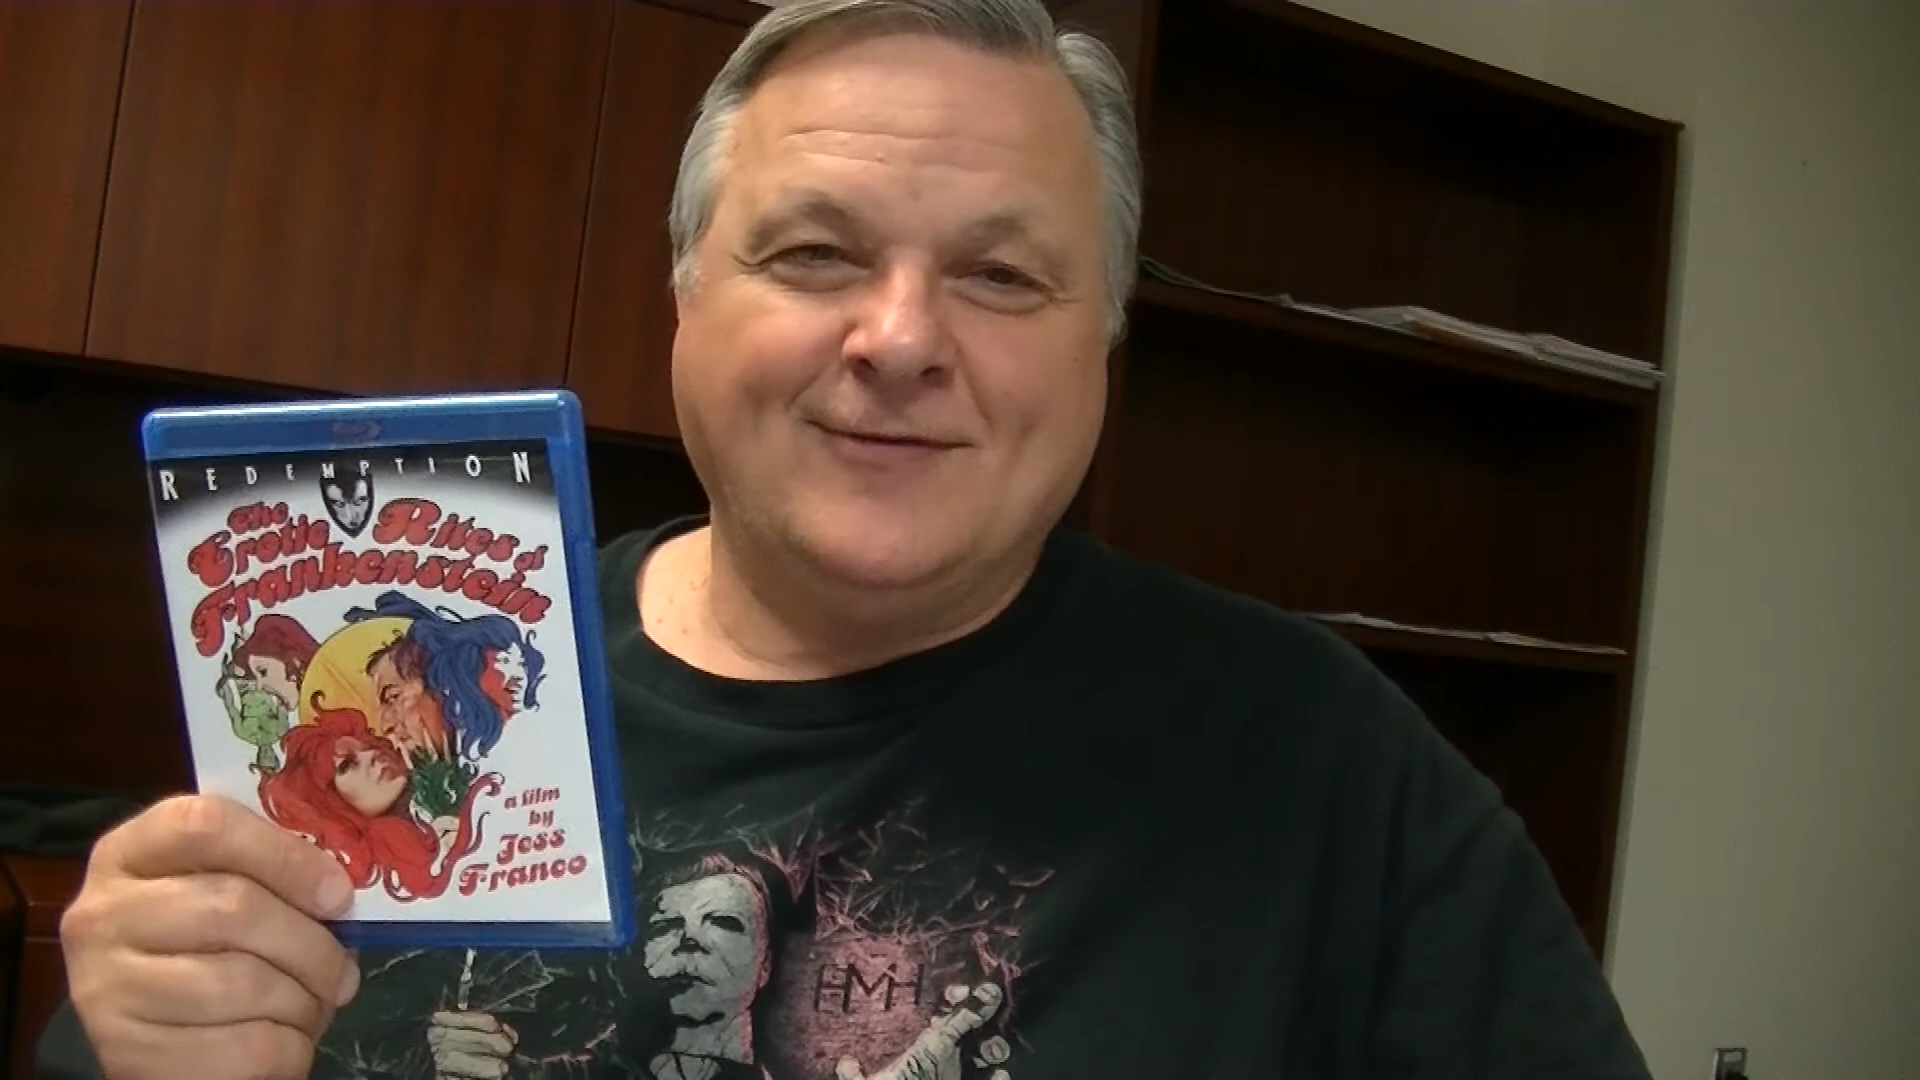 REDEMPTION
The
Erotic Rites of
Frankenstein
a film
by
Jess
Franco
HMH